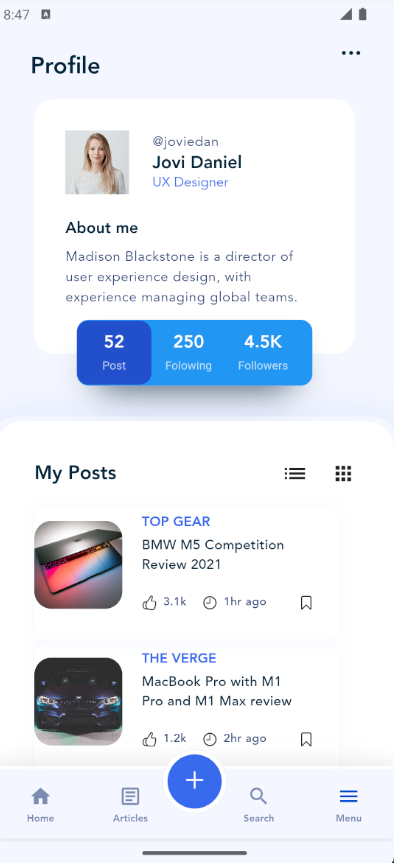 8:47
A
Profile
@joviedan
Jovi Daniel
UX Designer
About me
Madison Blackstone is a director of
user experience design, with
experience managing global teams.
52
Post
250
Folowing
4.5K
Followers
My Posts
TOP GEAR
BMW M5 Competition
Review 2021
3.1k
1hr ago
THE VERGE
MacBook Pro with M1
Pro and M1 Max review
1.2k
2hr ago
Home
Articles
Search
Menu